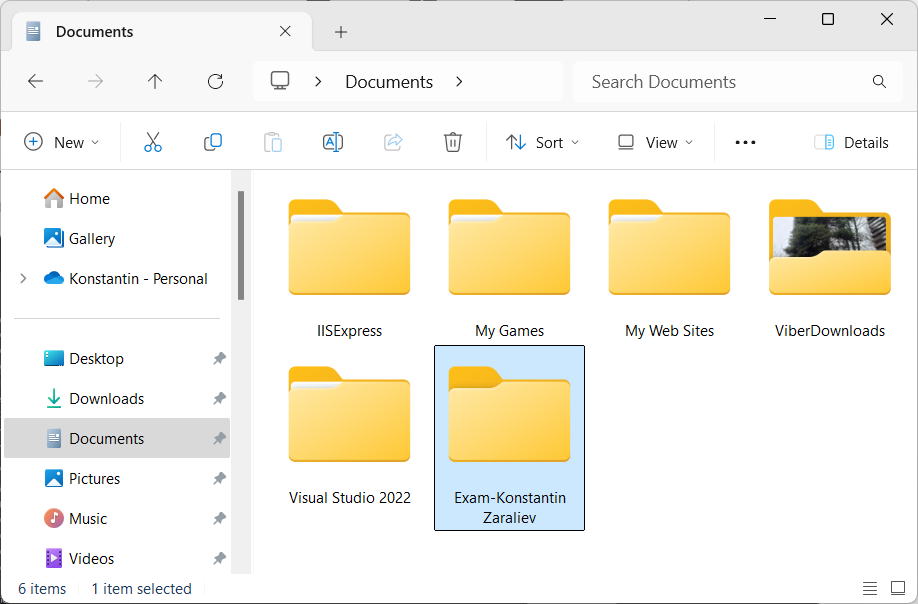 Documents
Documents
Search Documents
New
Sort
View
Details
Home
Gallery
Konstantin - Personal
Desktop
Downloads
Documents
Pictures
Music
Videos
IISExpress
My Games
My Web Sites
ViberDownloads
Visual Studio 2022
Exam-Konstantin
Zaraliev
6 items
1 item selected